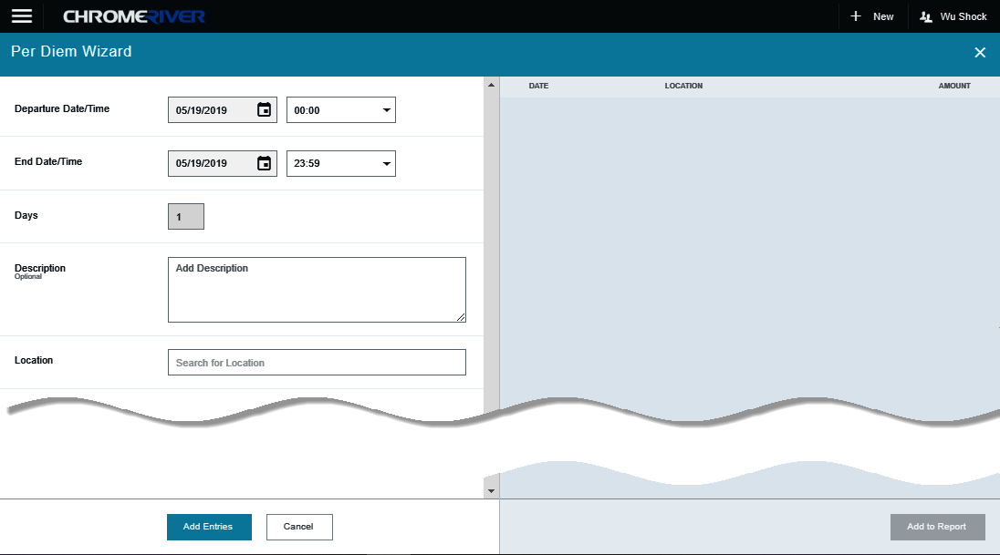 CHROMERIVER
New
Wu Shock
Per Diem Wizard
DATE LOCATION AMOUNT
Departure Date/Time 05/19/2019 00:00
End Date/Time 05/19/2019 23:59
Days 1
Description Add Description
Optional
Location Search for Location
Add Entries Cancel Add to Report